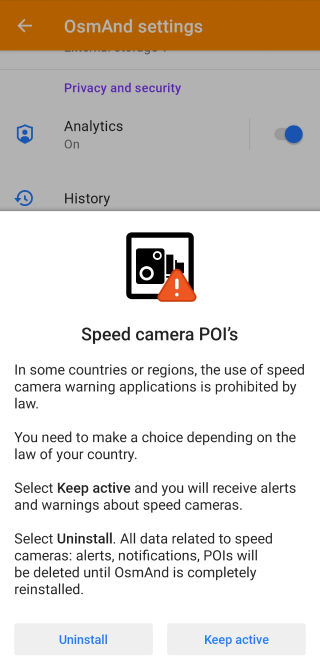 OsmAnd settings
Privacy and security
Analytics
On
History
Speed camera POI's
In some countries or regions, the use of speed
camera warning applications is prohibited by
law.
You need to make a choice depending on the
law of your country.
Select Keep active and you will receive alerts
and warnings about speed cameras.
Select Uninstall. All data related to speed
cameras: alerts, notifications, POIs will
be deleted until OsmAnd is completely
reinstalled.
Uninstall
Keep active